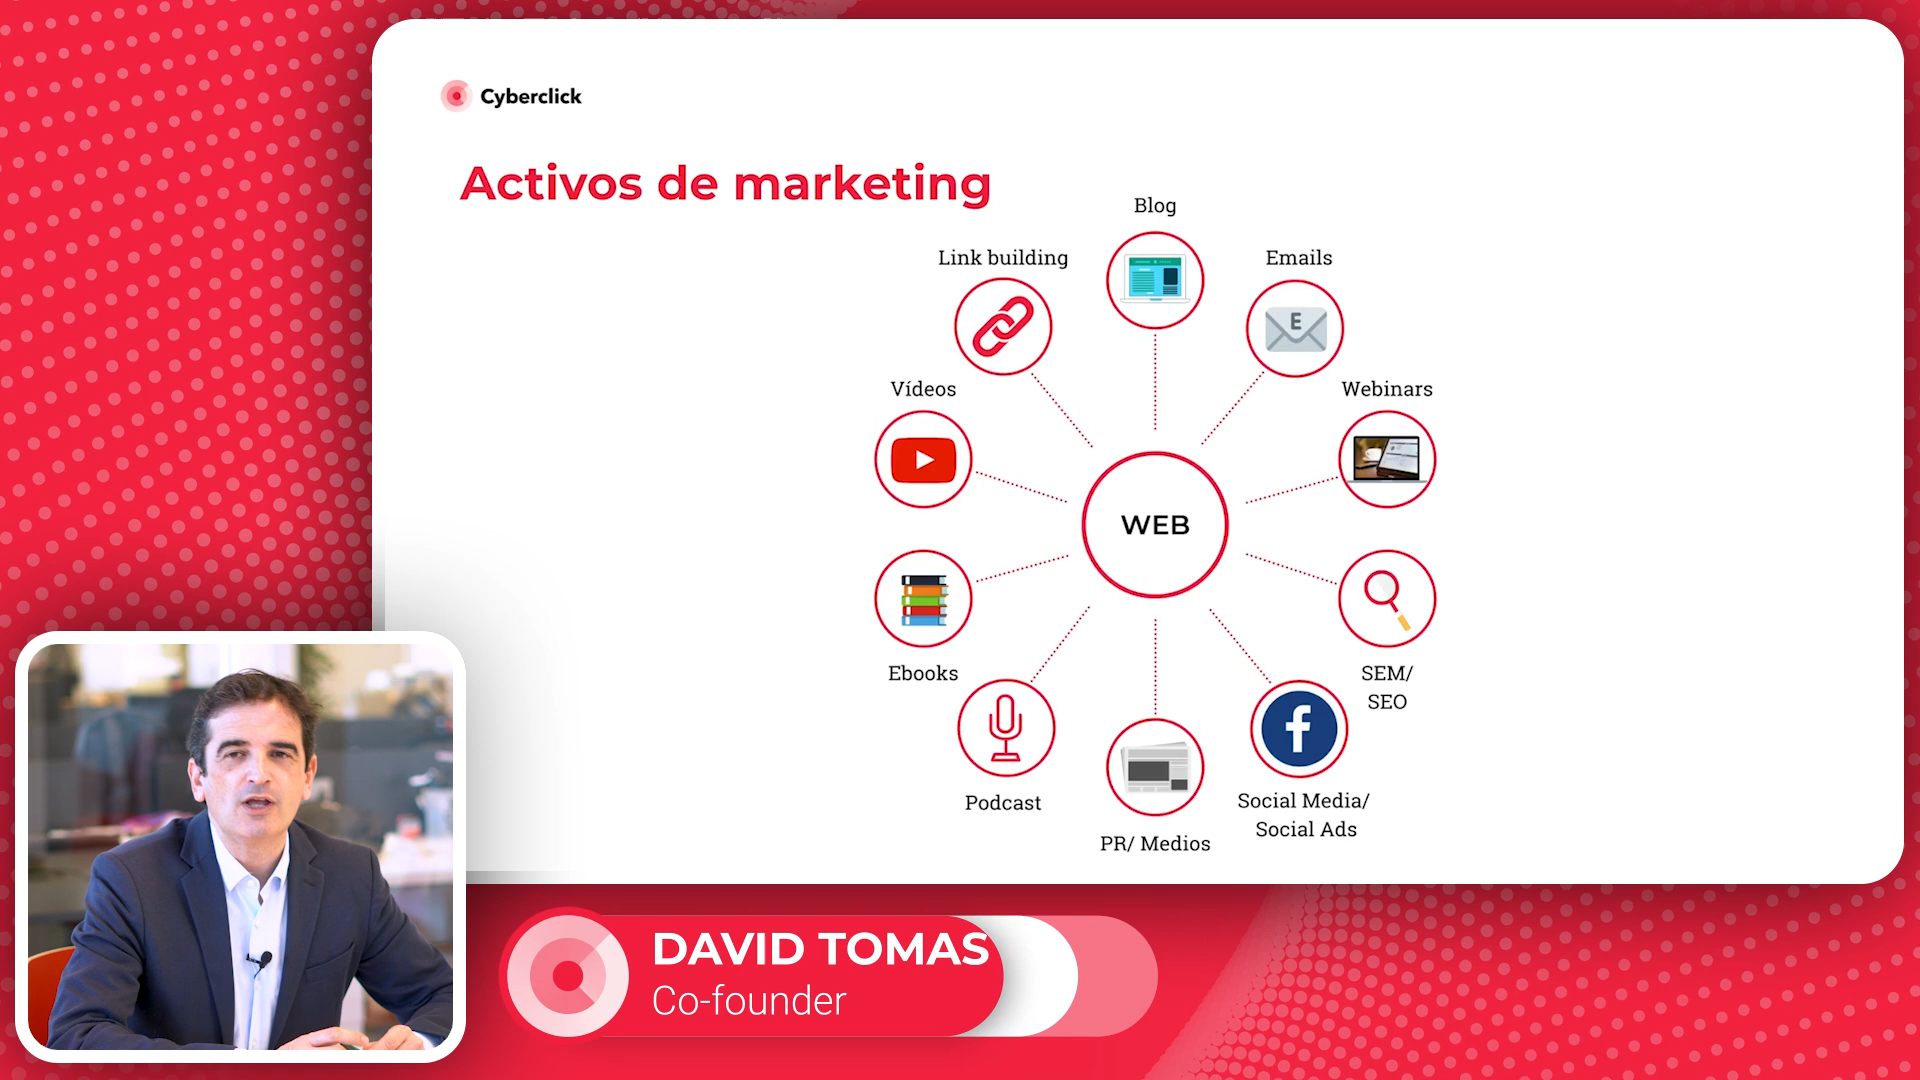 Cyberclick
Activos de marketing
Blog
Link building
Emails
E
Vídeos
Webinars
WEB
Ebooks
SEM/
SEO
Podcast
Social Media/
Social Ads
PR/ Medios
DAVID TOMAS
Co-founder